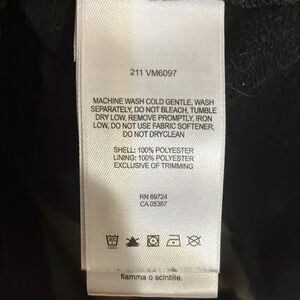 211 VM6097
MACHINE WASH COLD GENTLE, WASH
SEPARATELY, DO NOT BLEACH, TUMBLE
DRY LOW, REMOVE PROMPTLY, IRON
LOW, DO NOT USE FABRIC SOFTENER,
DO NOT DRYCLEAN
SHELL: 100% POLYESTER
LINING: 100% POLYESTER
EXCLUSIVE OF TRIMMING
RN 69724
CA 05367
fiamma o scintille.